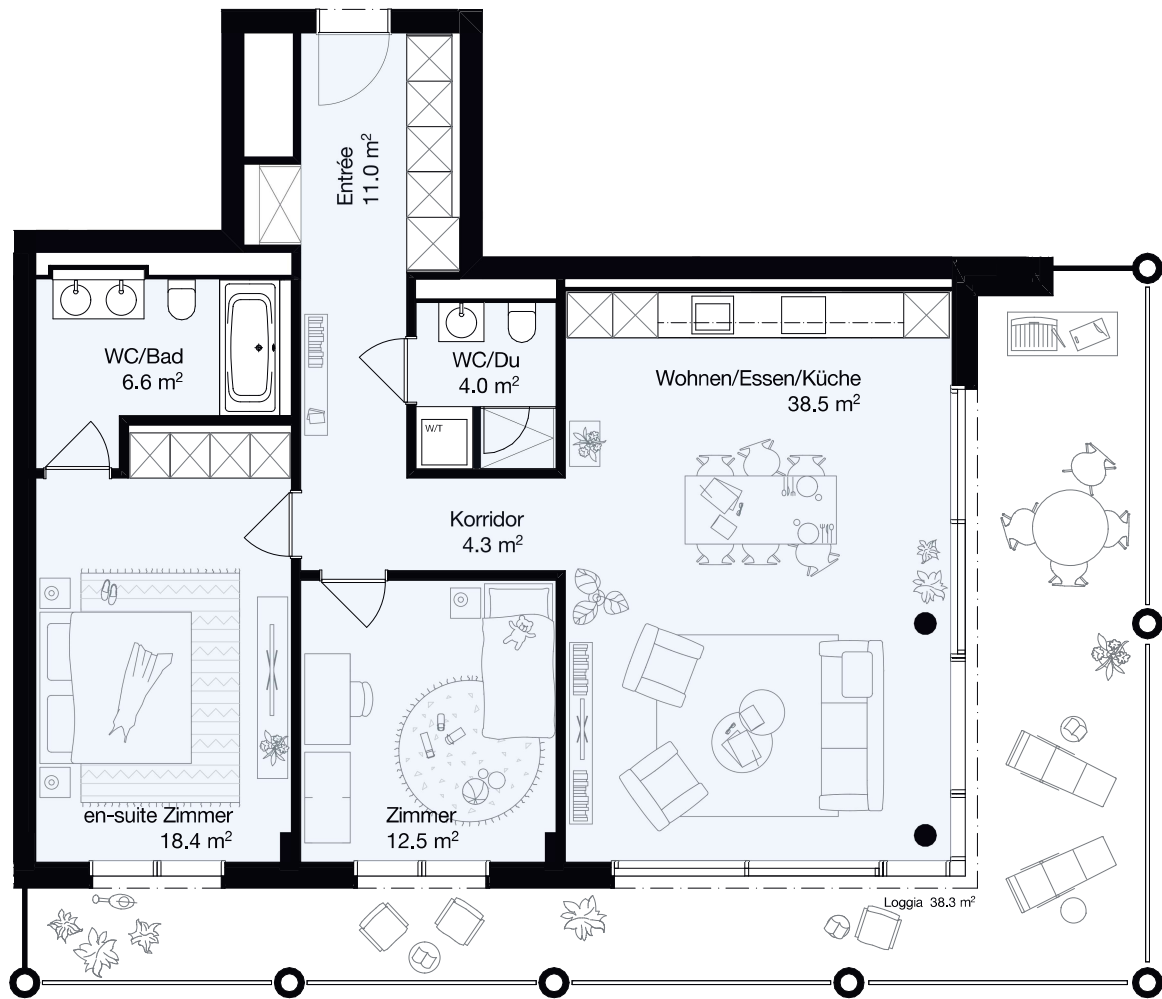 Entrée
11.0 m²
WC/Bad
6.6 m²
WC/Du
4.0 m²
W/T
Wohnen/Essen/Küche
38.5 m²
Korridor
4.3 m²
en-suite Zimmer
18.4 m²
Zimmer
12.5 m²
Loggia 38.3 m²